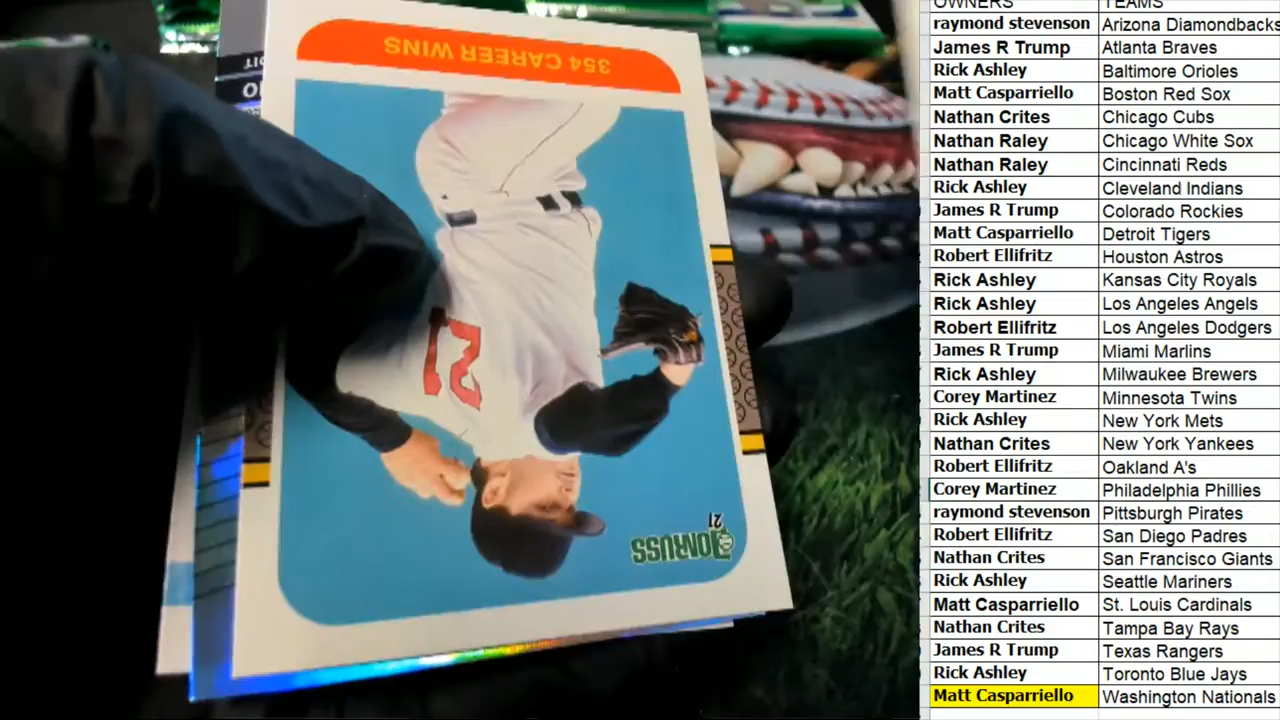 354 CAREER WINS
21
DONRUSS
21
OWNERS TEAMS
raymond stevenson Arizona Diamondbacks
James R Trump Atlanta Braves
Rick Ashley Baltimore Orioles
Matt Casparriello Boston Red Sox
Nathan Crites Chicago Cubs
Nathan Raley Chicago White Sox
Nathan Raley Cincinnati Reds
Rick Ashley Cleveland Indians
James R Trump Colorado Rockies
Matt Casparriello Detroit Tigers
Robert Ellifritz Houston Astros
Rick Ashley Kansas City Royals
Rick Ashley Los Angeles Angels
Robert Ellifritz Los Angeles Dodgers
James R Trump Miami Marlins
Rick Ashley Milwaukee Brewers
Corey Martinez Minnesota Twins
Rick Ashley New York Mets
Nathan Crites New York Yankees
Robert Ellifritz Oakland A's
Corey Martinez Philadelphia Phillies
raymond stevenson Pittsburgh Pirates
Robert Ellifritz San Diego Padres
Nathan Crites San Francisco Giants
Rick Ashley Seattle Mariners
Matt Casparriello St. Louis Cardinals
Nathan Crites Tampa Bay Rays
James R Trump Texas Rangers
Rick Ashley Toronto Blue Jays
Matt Casparriello Washington Nationals